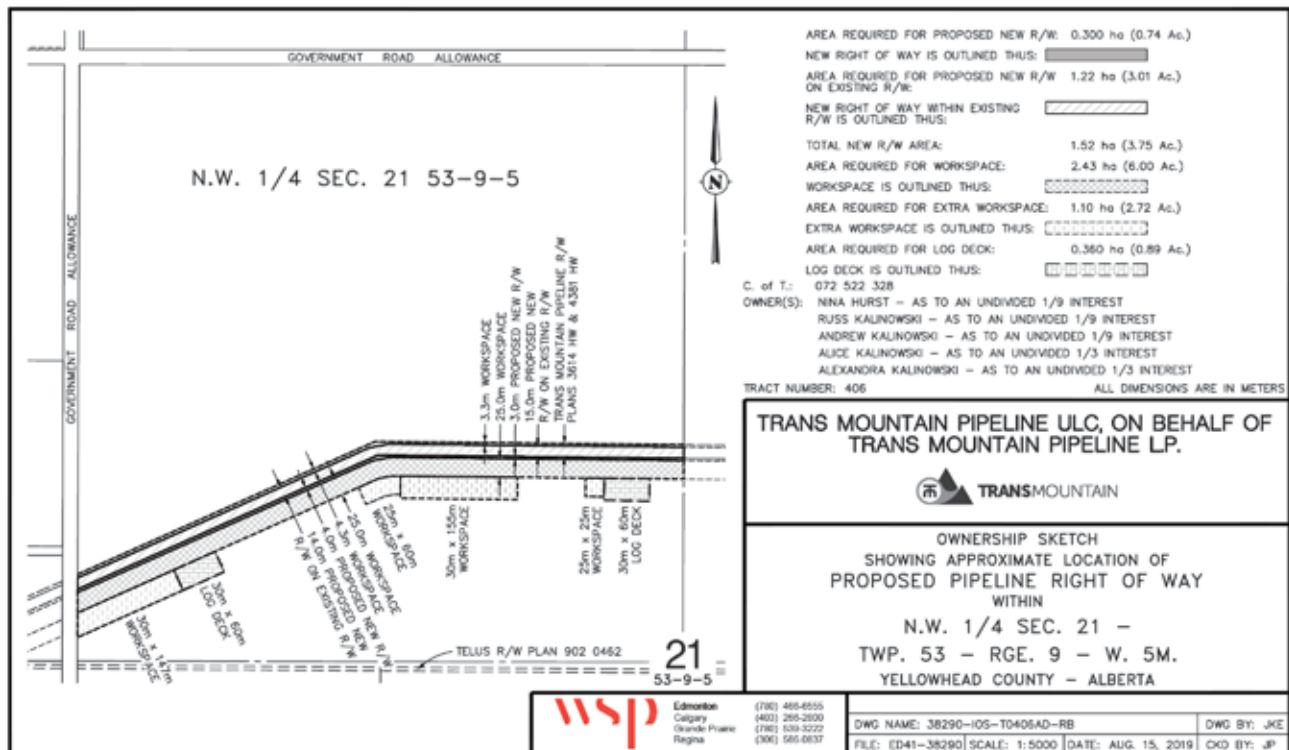 GOVERNMENT ROAD ALLOWANCE
GOVERNMENT ROAD ALLOWANCE
N.W. 1/4 SEC. 21 53-9-5
N
3.3m WORKSPACE
25.0m WORKSPACE
3.0m PROPOSED NEW R/W
15.0m PROPOSED NEW
R/W ON EXISTING R/W
TRANS MOUNTAIN PIPELINE R/W
PLANS 3614 HW & 4381 HW
25.0m WORKSPACE
4.3m WORKSPACE
4.0m PROPOSED NEW R/W
14.0m PROPOSED NEW
R/W ON EXISTING R/W
25m x 60m
WORKSPACE
30m x 155m
WORKSPACE
25m x 25m
WORKSPACE
30m x 60m
LOG DECK
30m x 60m
LOG DECK
30m x 147m
WORKSPACE
TELUS R/W PLAN 902 0462
21
53-9-5
AREA REQUIRED FOR PROPOSED NEW R/W: 0.300 ha (0.74 Ac.)
NEW RIGHT OF WAY IS OUTLINED THUS:
AREA REQUIRED FOR PROPOSED NEW R/W 1.22 ha (3.01 Ac.)
ON EXISTING R/W:
NEW RIGHT OF WAY WITHIN EXISTING
R/W IS OUTLINED THUS:
TOTAL NEW R/W AREA: 1.52 ha (3.75 Ac.)
AREA REQUIRED FOR WORKSPACE: 2.43 ha (6.00 Ac.)
WORKSPACE IS OUTLINED THUS:
AREA REQUIRED FOR EXTRA WORKSPACE: 1.10 ha (2.72 Ac.)
EXTRA WORKSPACE IS OUTLINED THUS:
AREA REQUIRED FOR LOG DECK: 0.360 ha (0.89 Ac.)
LOG DECK IS OUTLINED THUS:
C. of T.: 072 522 328
OWNER(S): NINA HURST - AS TO AN UNDIVIDED 1/9 INTEREST
RUSS KALINOWSKI - AS TO AN UNDIVIDED 1/9 INTEREST
ANDREW KALINOWSKI - AS TO AN UNDIVIDED 1/9 INTEREST
ALICE KALINOWSKI - AS TO AN UNDIVIDED 1/3 INTEREST
ALEXANDRA KALINOWSKI - AS TO AN UNDIVIDED 1/3 INTEREST
TRACT NUMBER: 406 ALL DIMENSIONS ARE IN METERS
TRANS MOUNTAIN PIPELINE ULC, ON BEHALF OF
TRANS MOUNTAIN PIPELINE LP.
TRANSMOUNTAIN
OWNERSHIP SKETCH
SHOWING APPROXIMATE LOCATION OF
PROPOSED PIPELINE RIGHT OF WAY
WITHIN
N.W. 1/4 SEC. 21 -
TWP. 53 - RGE. 9 - W. 5M.
YELLOWHEAD COUNTY - ALBERTA
wsp
Edmonton (780) 466-6555
Calgary
Grande Prairie
Regina
DWG NAME: 38290-IOS-T0406AD-RB DWG BY: JKE
FILE: ED41-38290 SCALE: 1:5000 DATE: AUG. 15, 2019 CKD BY: JP